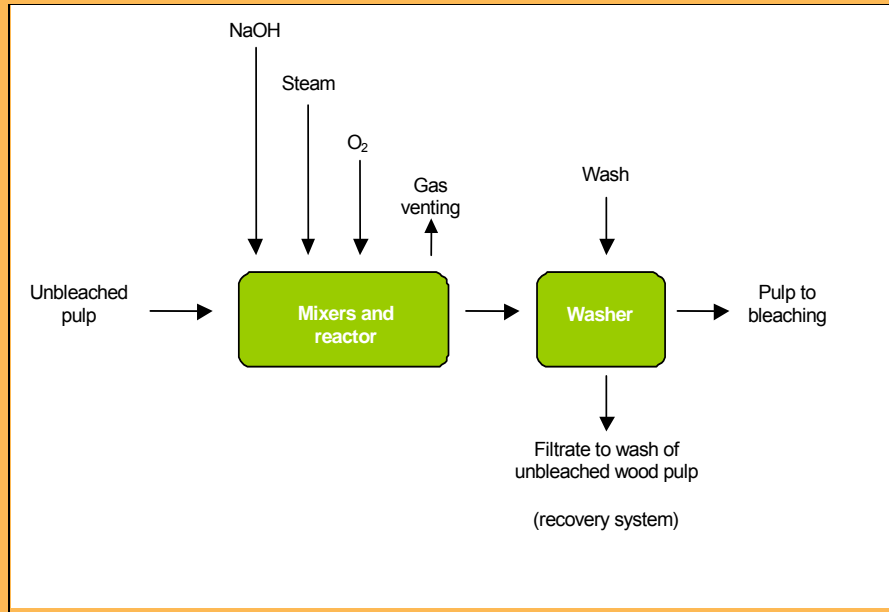 NaOH
Steam
O₂
Gas
venting
Wash
Unbleached
pulp
Mixers and
reactor
Washer
Pulp to
bleaching
Filtrate to wash of
unbleached wood pulp
(recovery system)